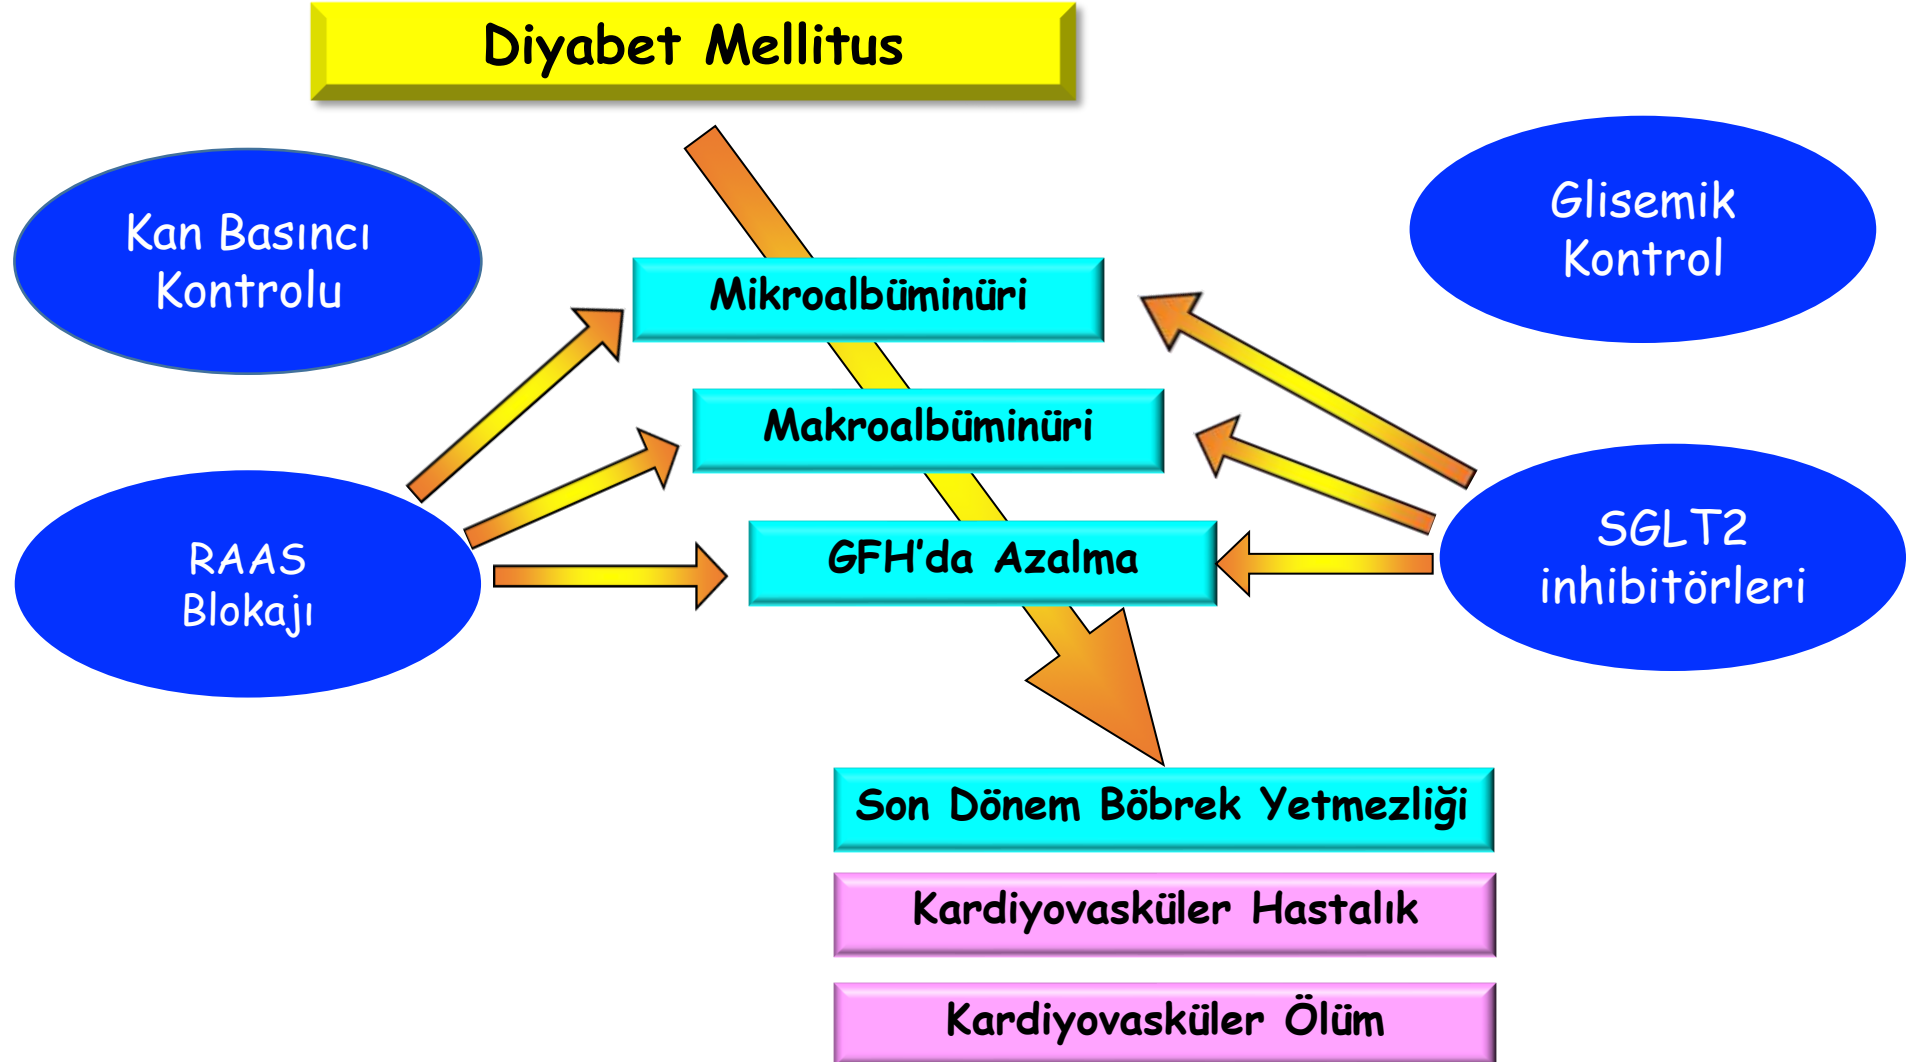 Diyabet Mellitus
Kan Basıncı
Kontrolu
Glisemik
Kontrol
Mikroalbüminüri
Makroalbüminüri
RAAS
Blokajı
GFH'da Azalma
SGLT2
inhibitörleri
Son Dönem Böbrek Yetmezliği
Kardiyovasküler Hastalık
Kardiyovasküler Ölüm